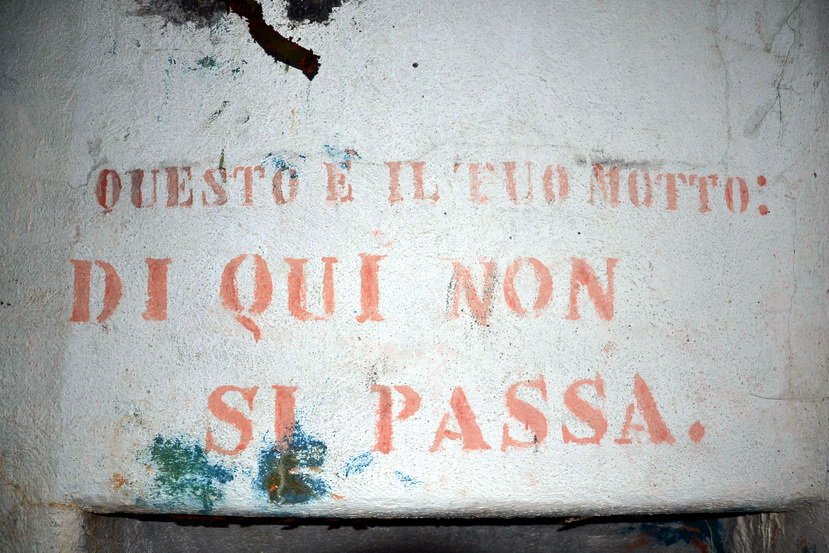 QUESTO E IL TUO MOTTO:
DI QUI NON
SI PASSA.